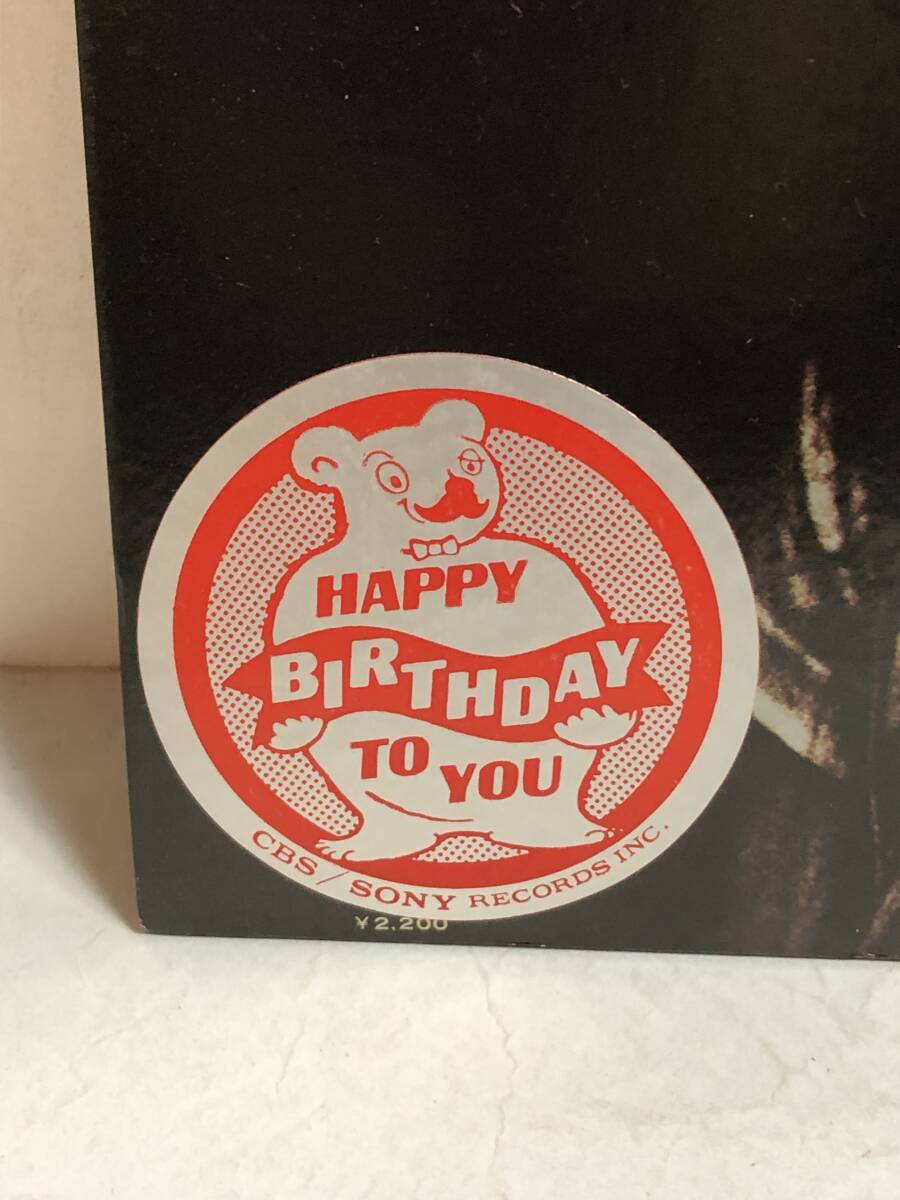 HAPPY
BIRTHDAY
TO YOU
CBS/SONY RECORDS INC.
¥2,200